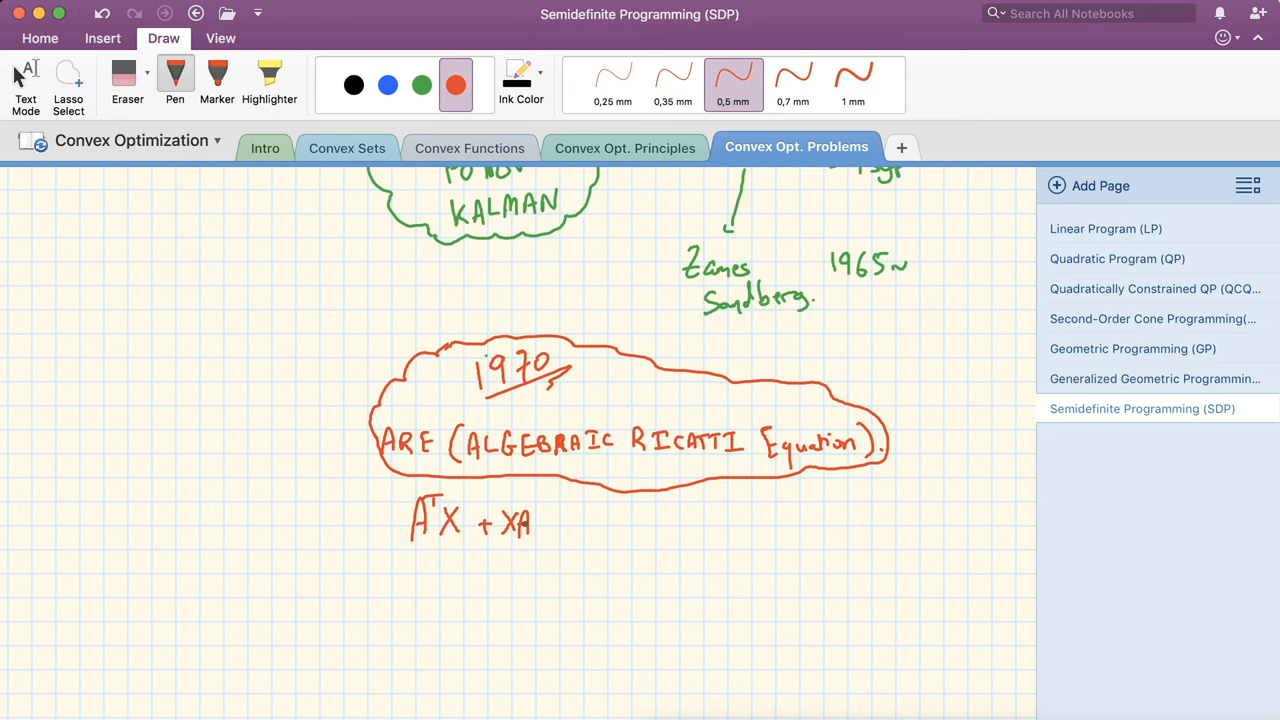 Semidefinite Programming (SDP)
Search All Notebooks
Home Insert Draw View
Text Mode
Lasso Select
Eraser
Pen
Marker
Highlighter
Ink Color
0,25 mm 0,35 mm 0,5 mm 0,7 mm 1 mm
Convex Optimization
Intro Convex Sets Convex Functions Convex Opt. Principles Convex Opt. Problems
Add Page
Linear Program (LP)
Quadratic Program (QP)
Quadratically Constrained QP (QCQ...
Second-Order Cone Programming(...
Geometric Programming (GP)
Generalized Geometric Programmin...
Semidefinite Programming (SDP)
KALMAN
Zames 1965~
Sandberg.
1970
ARE (ALGEBRAIC RICATTI Equation).
AᵀX + XA